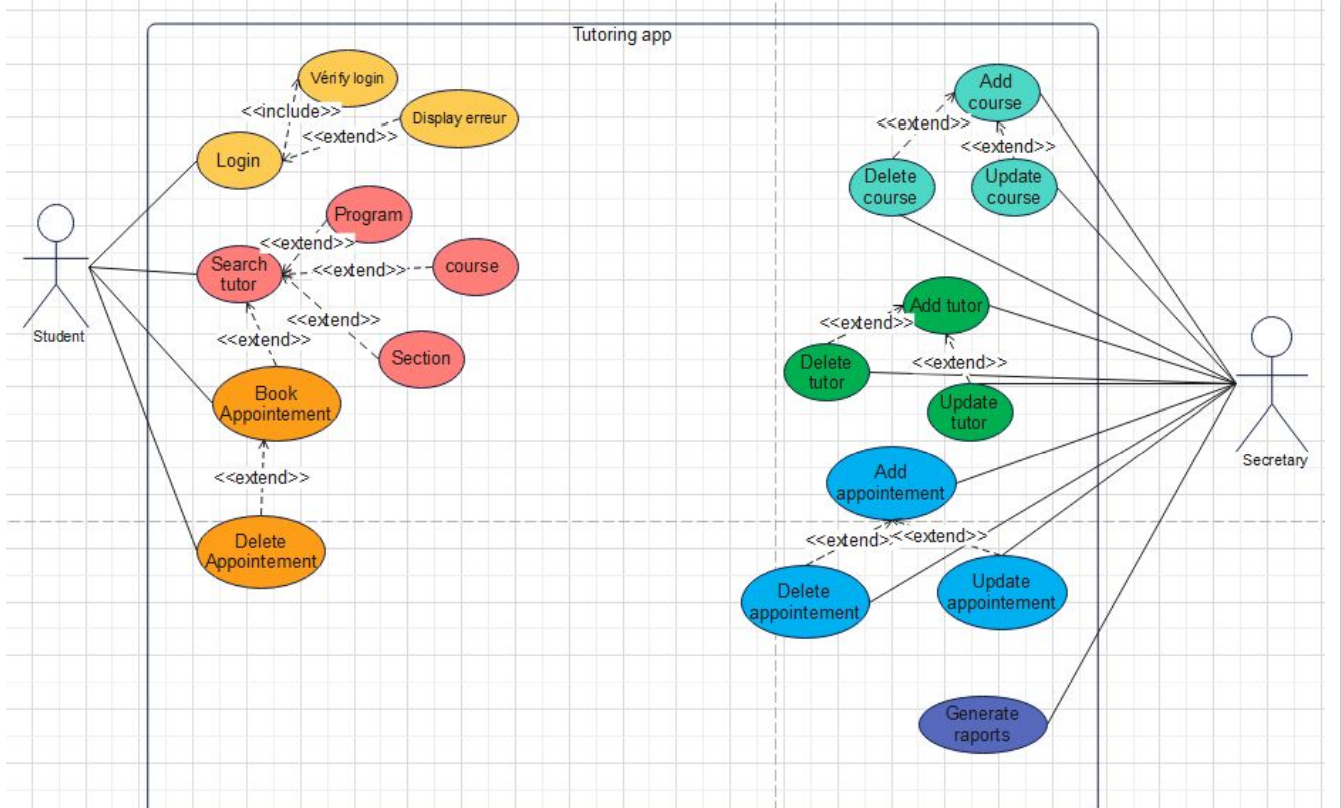 Tutoring app
Vérify login
<<include>>
Display erreur
<<extend>>
Login
Program
<<extend>>
Search
tutor
<<extend>>
course
<<extend>>
Section
Student
<<extend>>
Book
Appointement
<<extend>>
Delete
Appointement
Add
course
<<extend>>
<<extend>>
Delete
course
Update
course
Add tutor
<<extend>>
<<extend>>
Delete
tutor
Update
tutor
Secretary
Add
appointement
<<extend>>
<<extend>>
Delete
appointement
Update
appointement
Generate
raports